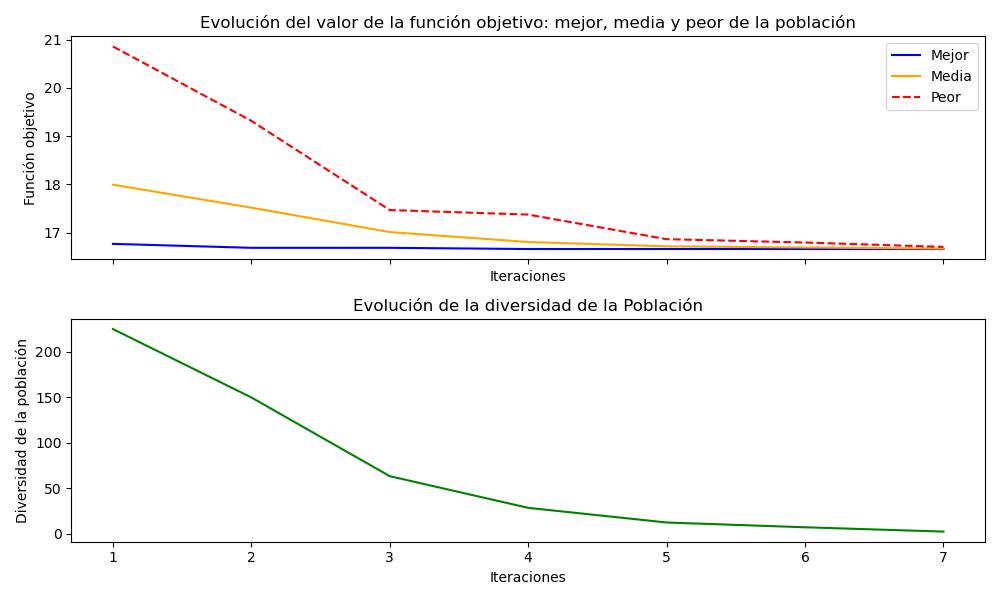 Evolución del valor de la función objetivo: mejor, media y peor de la población
21
20
19
18
17
Función objetivo
Mejor
Media
Peor
Iteraciones
Evolución de la diversidad de la Población
200
150
100
50
0
Diversidad de la población
1 2 3 4 5 6 7
Iteraciones